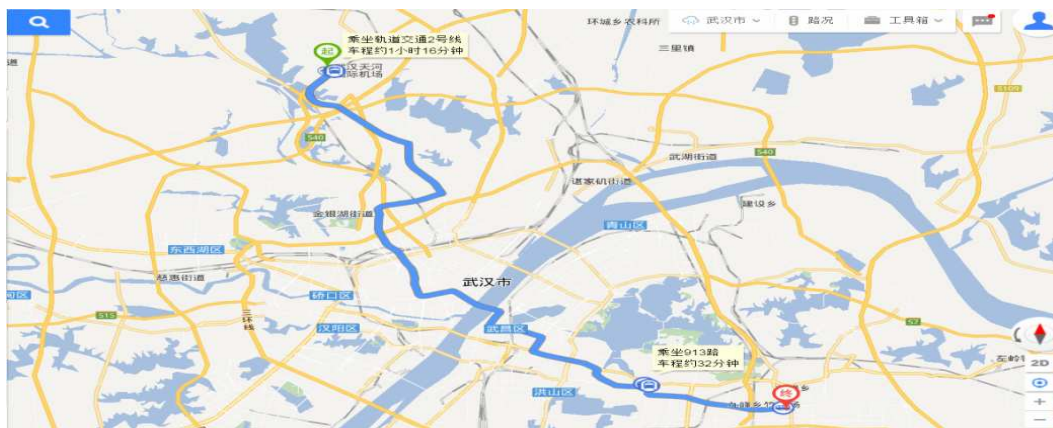 环城乡农科所
武汉市
路况
工具箱
三里镇
乘坐轨道交通2号线
车程约1小时16分钟
起
汉天河
国际机场
S109
S40
S40
武湖街道
谌家矶街道
建设乡
金银湖街道
青山区
东西湖区
慈惠街道
武汉市
硚口区
S15
三环线
汉阳区
武昌区
S7
乘坐913路
车程约32分钟
2D
洪山区
终